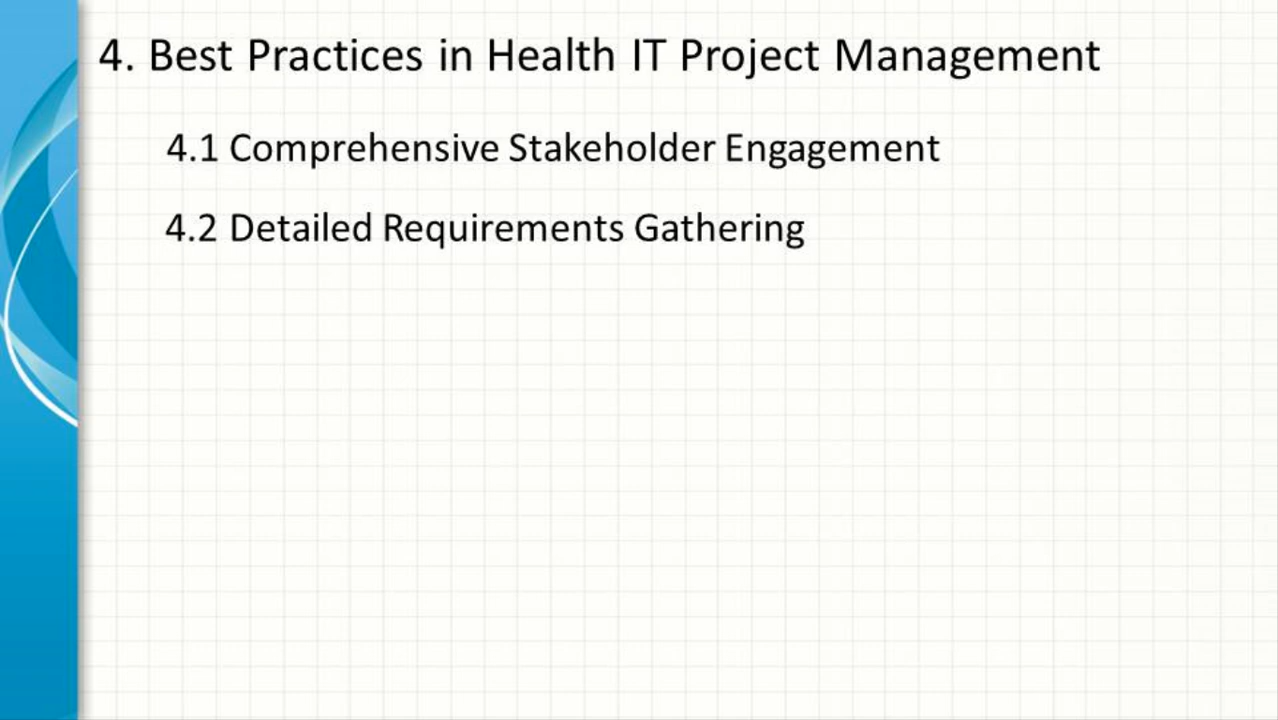 4. Best Practices in Health IT Project Management
4.1 Comprehensive Stakeholder Engagement
4.2 Detailed Requirements Gathering